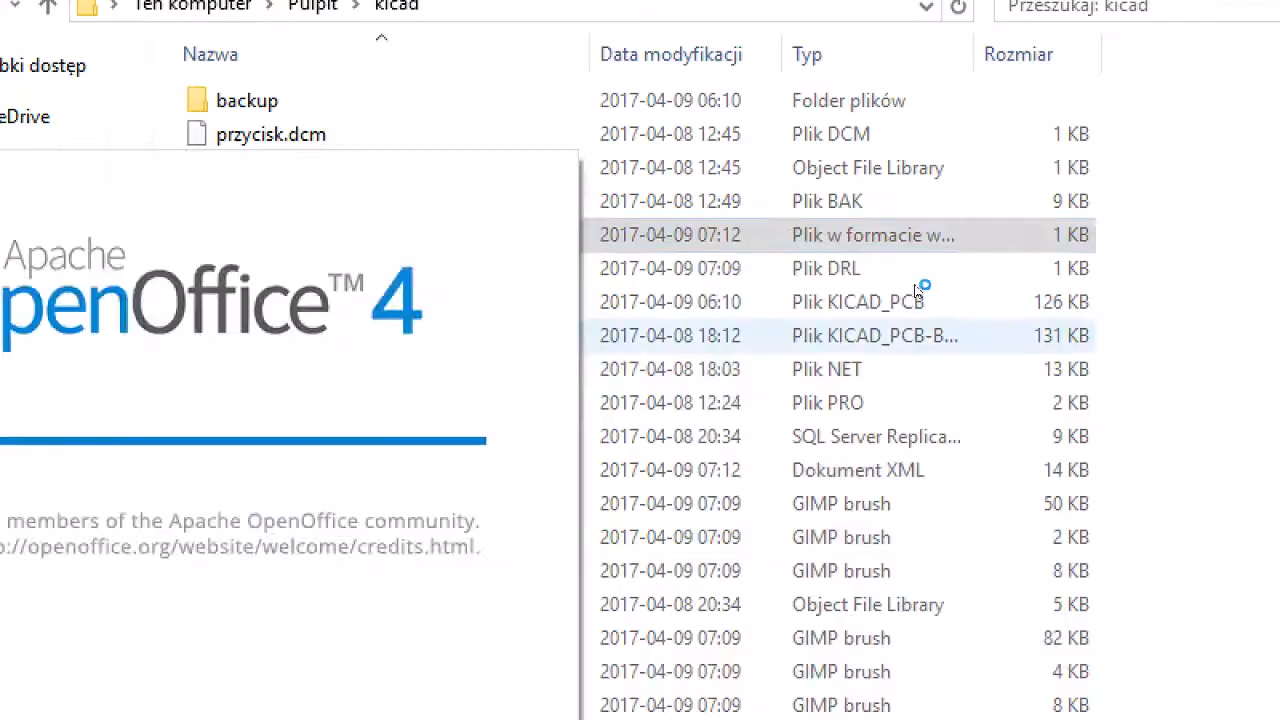 Ten komputer > Pulpit > kicad
Przeszukaj: kicad
Nazwa Data modyfikacji Typ Rozmiar
bki dostęp
eDrive
backup 2017-04-09 06:10 Folder plików
przycisk.dcm 2017-04-08 12:45 Plik DCM 1 KB
2017-04-08 12:45 Object File Library 1 KB
2017-04-08 12:49 Plik BAK 9 KB
2017-04-09 07:12 Plik w formacie w... 1 KB
2017-04-09 07:09 Plik DRL 1 KB
2017-04-09 06:10 Plik KICAD_PCB 126 KB
2017-04-08 18:12 Plik KICAD_PCB-B... 131 KB
2017-04-08 18:03 Plik NET 13 KB
2017-04-08 12:24 Plik PRO 2 KB
2017-04-08 20:34 SQL Server Replica... 9 KB
2017-04-09 07:12 Dokument XML 14 KB
2017-04-09 07:09 GIMP brush 50 KB
2017-04-09 07:09 GIMP brush 2 KB
2017-04-09 07:09 GIMP brush 8 KB
2017-04-08 20:34 Object File Library 5 KB
2017-04-09 07:09 GIMP brush 82 KB
2017-04-09 07:09 GIMP brush 4 KB
2017-04-09 07:09 GIMP brush 8 KB
Apache
penOffice™ 4
members of the Apache OpenOffice community.
p://openoffice.org/website/welcome/credits.html.